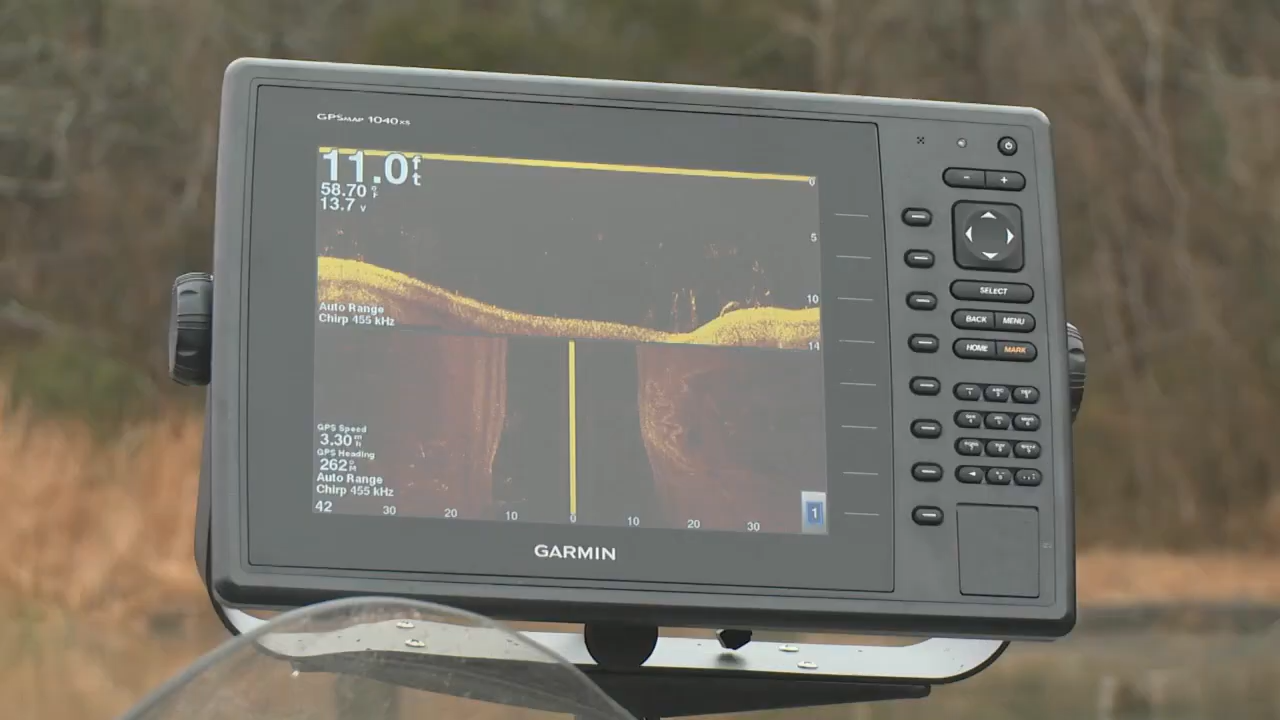 GPSMAP 1040xs
11.0 ft
58.70 °F
13.7 v
0
5
10
14
Auto Range
Chirp 455 kHz
GPS Speed
3.30
GPS Heading
262 °M
Auto Range
Chirp 455 kHz
42 30 20 10 0 10 20 30
1
GARMIN
- +
SELECT
BACK MENU
HOME MARK